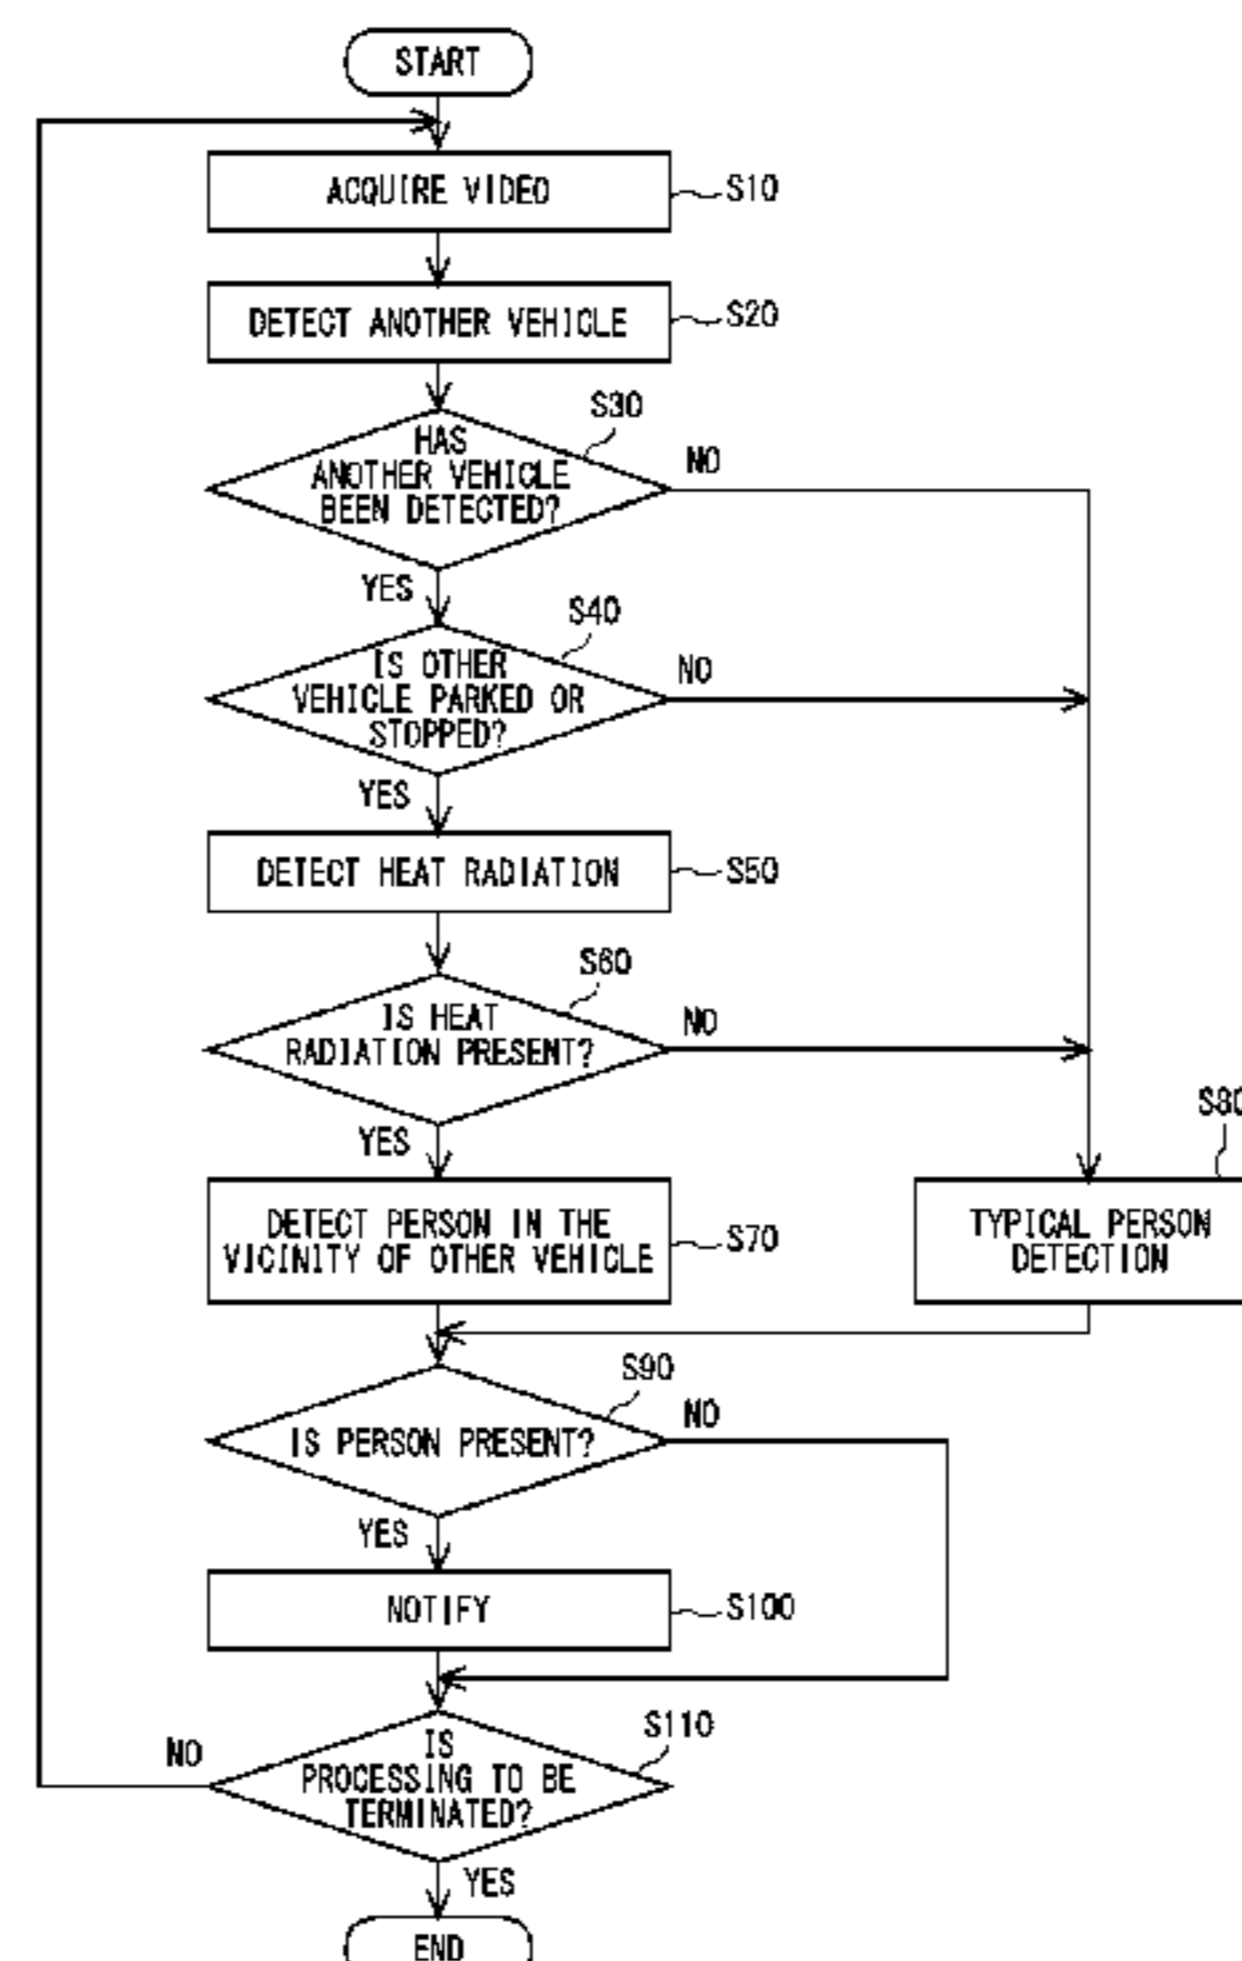 START
ACQUIRE VIDEO
S10
DETECT ANOTHER VEHICLE
S20
S30
HAS
ANOTHER VEHICLE
BEEN DETECTED?
NO
YES
S40
IS OTHER
VEHICLE PARKED OR
STOPPED?
NO
YES
DETECT HEAT RADIATION
S50
S60
IS HEAT
RADIATION PRESENT?
NO
YES
DETECT PERSON IN THE
VICINITY OF OTHER VEHICLE
S70
S80
TYPICAL PERSON
DETECTION
S90
IS PERSON PRESENT?
NO
YES
NOTIFY
S100
S110
IS
PROCESSING TO BE
TERMINATED?
NO
YES
END